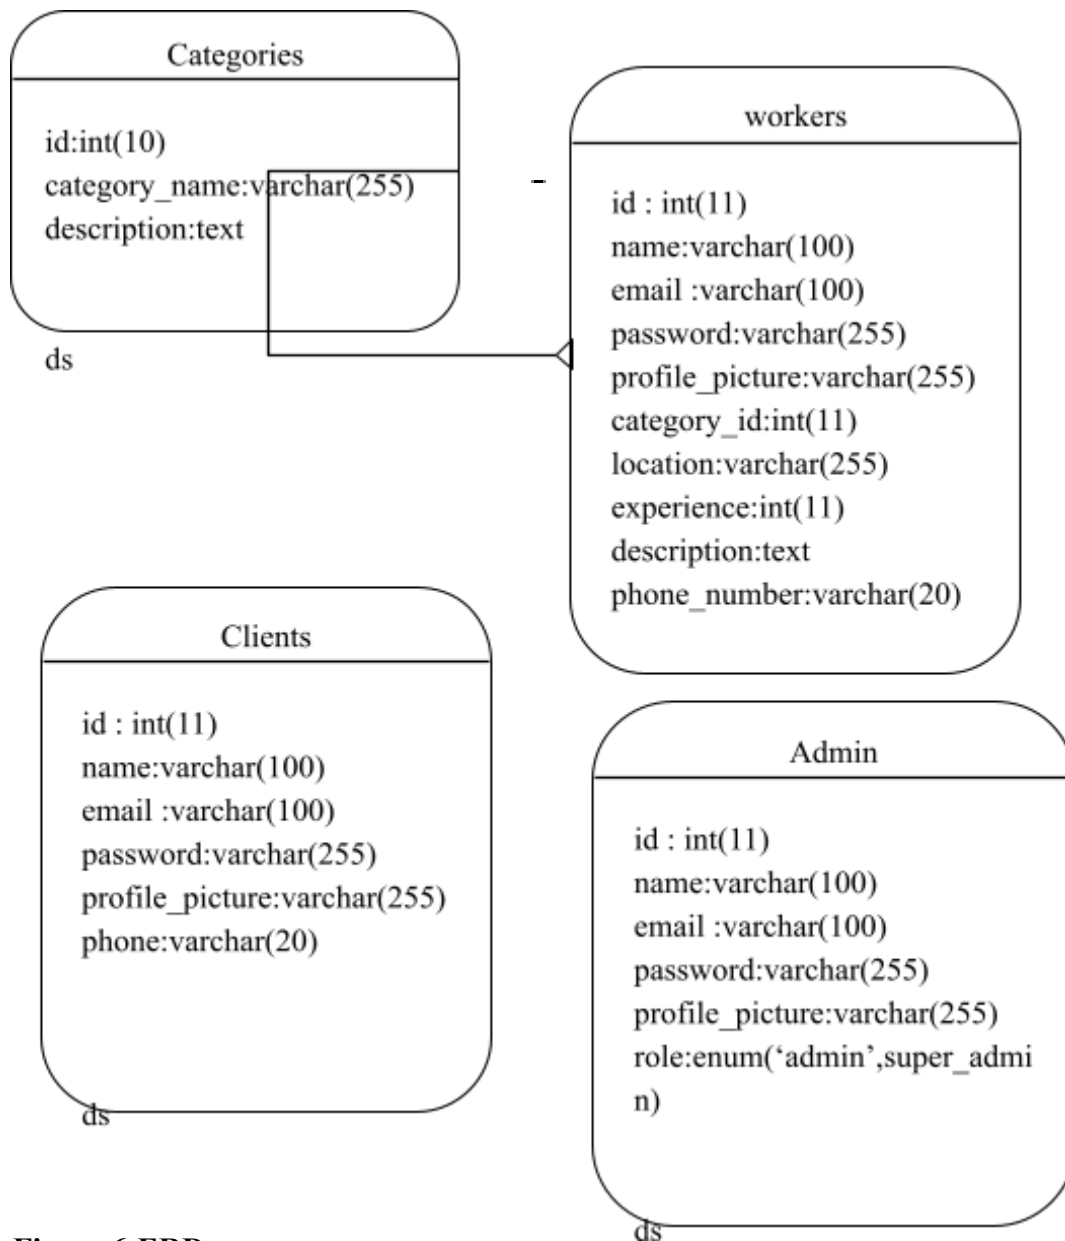 Categories
id:int(10)
category_name:varchar(255)
description:text
ds
-
workers
id : int(11)
name:varchar(100)
email :varchar(100)
password:varchar(255)
profile_picture:varchar(255)
category_id:int(11)
location:varchar(255)
experience:int(11)
description:text
phone_number:varchar(20)
Clients
id : int(11)
name:varchar(100)
email :varchar(100)
password:varchar(255)
profile_picture:varchar(255)
phone:varchar(20)
ds
Admin
id : int(11)
name:varchar(100)
email :varchar(100)
password:varchar(255)
profile_picture:varchar(255)
role:enum(‘admin’,super_admi
n)
ds